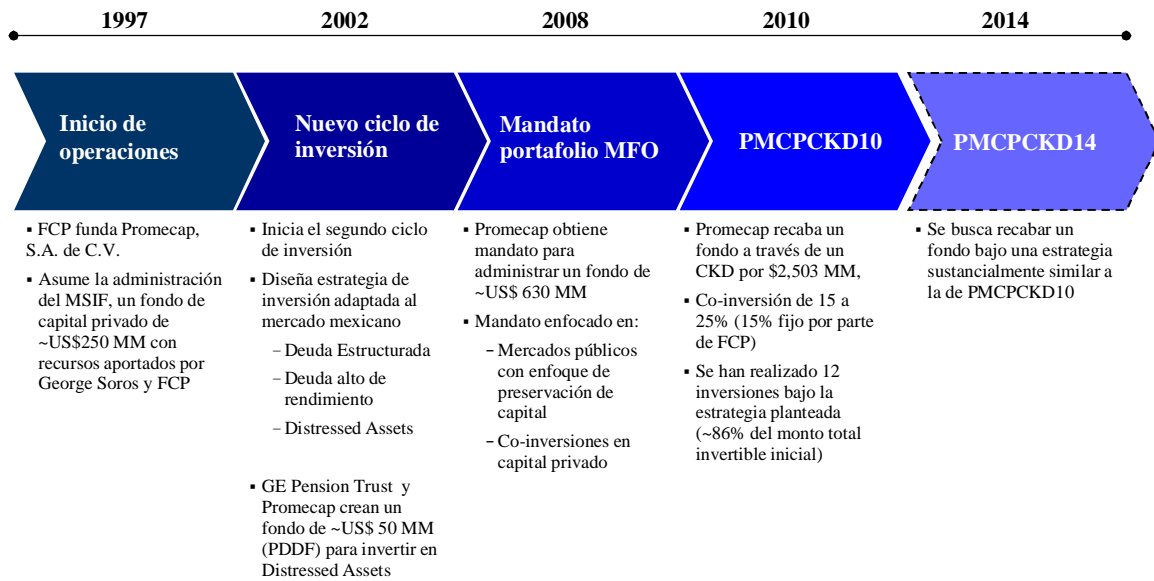 1997
2002
2008
2010
2014
Inicio de
operaciones
Nuevo ciclo de
inversión
Mandato
portafolio MFO
PMCPCKD10
PMCPCKD14
▪ FCP funda Promecap,
S.A. de C.V.
▪ Asume la administración
del MSIF, un fondo de
capital privado de
~US$250 MM con
recursos aportados por
George Soros y FCP
▪ Inicia el segundo ciclo
de inversión
▪ Diseña estrategia de
inversión adaptada al
mercado mexicano
– Deuda Estructurada
– Deuda alto de
rendimiento
– Distressed Assets
▪ GE Pension Trust y
Promecap crean un
fondo de ~US$ 50 MM
(PDDF) para invertir en
Distressed Assets
▪ Promecap obtiene
mandato para
administrar un fondo de
~US$ 630 MM
▪ Mandato enfocado en:
– Mercados públicos
con enfoque de
preservación de
capital
– Co-inversiones en
capital privado
▪ Promecap recaba un
fondo a través de un
CKD por $2,503 MM,
▪ Co-inversión de 15 a
25% (15% fijo por parte
de FCP)
▪ Se han realizado 12
inversiones bajo la
estrategia planteada
(~86% del monto total
invertible inicial)
▪ Se busca recabar un
fondo bajo una estrategia
sustancialmente similar a
la de PMCPCKD10